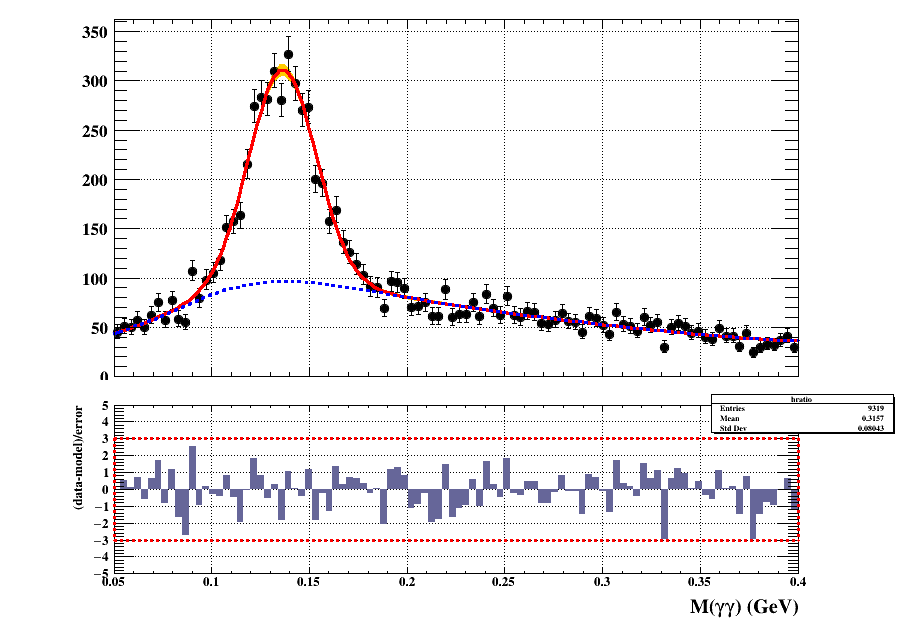 350
300
250
200
150
100
50
0
(data-model)/error
5
4
3
2
1
0
−1
−2
−3
−4
−5
hratio
Entries 9319
Mean 0.3157
Std Dev 0.08043
0.05 0.1 0.15 0.2 0.25 0.3 0.35 0.4
M(γγ) (GeV)